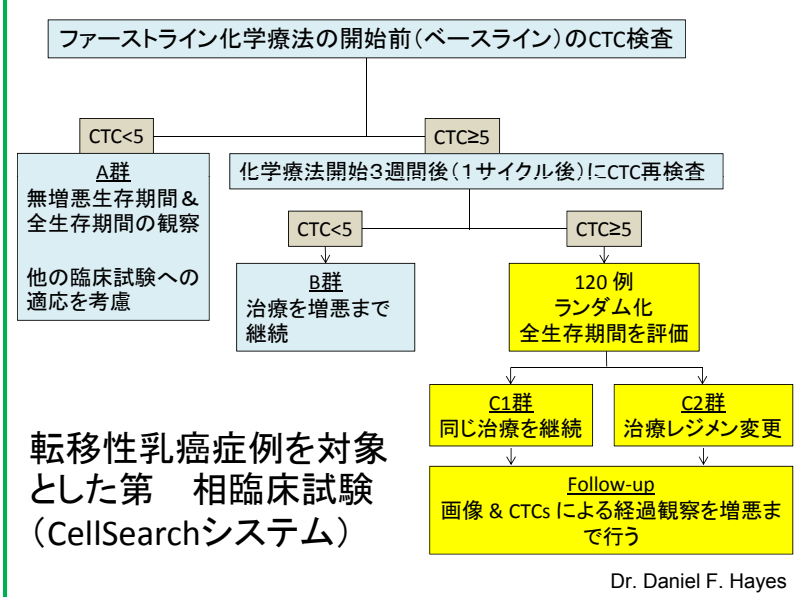 ファーストライン化学療法の開始前（ベースライン）のCTC検査
CTC<5
CTC≥5
A群
無増悪生存期間＆
全生存期間の観察
他の臨床試験への
適応を考慮
化学療法開始３週間後（１サイクル後）にCTC再検査
CTC<5
CTC≥5
B群
治療を増悪まで
継続
120 例
ランダム化
全生存期間を評価
C1群
同じ治療を継続
C2群
治療レジメン変更
Follow-up
画像 & CTCs による経過観察を増悪ま
で行う
転移性乳癌症例を対象
とした第　相臨床試験
（CellSearchシステム）
Dr. Daniel F. Hayes